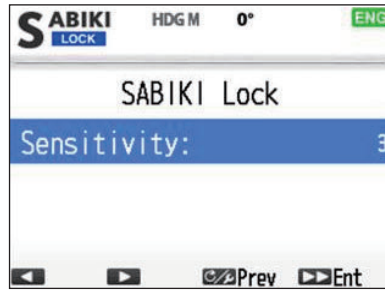 SABIKI HDG M 0° ENG
LOCK
SABIKI Lock
Sensitivity: 3
Prev Ent